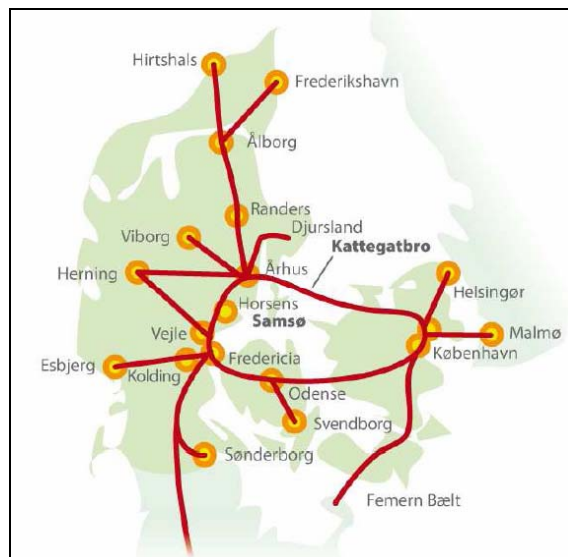 Hirtshals
Frederikshavn
Ålborg
Randers
Djursland
Viborg
Kattegatbro
Herning
Århus
Helsingør
Horsens
Samsø
Vejle
Malmø
København
Esbjerg
Fredericia
Kolding
Odense
Svendborg
Sønderborg
Femern Bælt